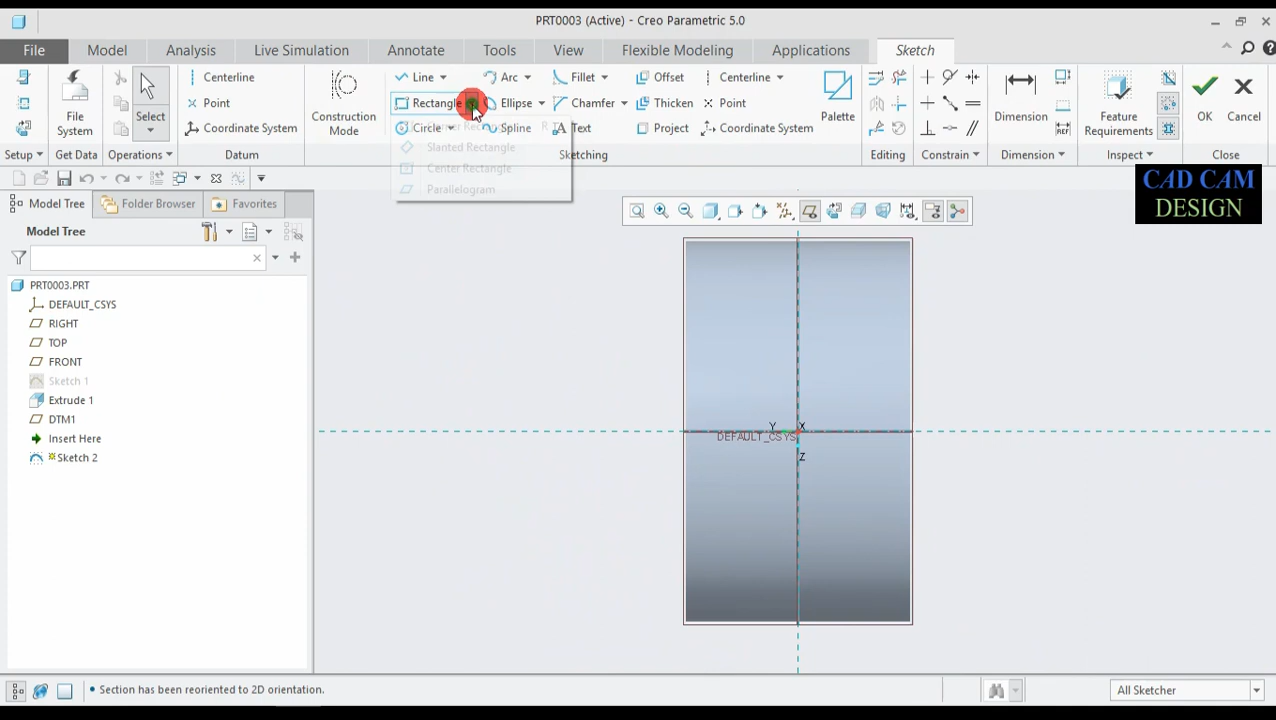 PRT0003 (Active) - Creo Parametric 5.0
File Model Analysis Live Simulation Annotate Tools View Flexible Modeling Applications Sketch
Centerline Line Arc Fillet Offset Centerline
Point Rectangle Ellipse Chamfer Thicken Point
Coordinate System Circle Spline Text Project Coordinate System
File System
Select
Construction Mode
Palette
Dimension
Feature Requirements
OK Cancel
Setup Get Data Operations Datum Sketching Editing Constrain Dimension Inspect Close
Slanted Rectangle
Center Rectangle
Parallelogram
Model Tree Folder Browser Favorites
CAD CAM
DESIGN
Model Tree
PRT0003.PRT
DEFAULT_CSYS
RIGHT
TOP
FRONT
Sketch 1
Extrude 1
DTM1
Insert Here
Sketch 2
Y X
DEFAULT_CSYS
Z
• Section has been reoriented to 2D orientation.
All Sketcher